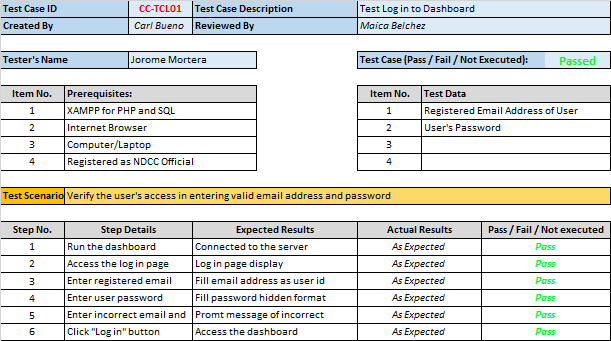 Test Case ID CC-TCL01 Test Case Description Test Log in to Dashboard
Created By Carl Bueno Reviewed By Maica Belchez
Tester's Name Jorome Mortera Test Case (Pass / Fail / Not Executed): Passed
Item No. Prerequisites: Item No. Test Data
1 XAMPP for PHP and SQL 1 Registered Email Address of User
2 Internet Browser 2 User's Password
3 Computer/Laptop 3
4 Registered as NDCC Official 4
Test Scenario Verify the user's access in entering valid email address and password
Step No. Step Details Expected Results Actual Results Pass / Fail / Not executed
1 Run the dashboard Connected to the server As Expected Pass
2 Access the log in page Log in page display As Expected Pass
3 Enter registered email Fill email address as user id As Expected Pass
4 Enter user password Fill password hidden format As Expected Pass
5 Enter incorrect email and Promt message of incorrect As Expected Pass
6 Click "Log in" button Access the dashboard As Expected Pass